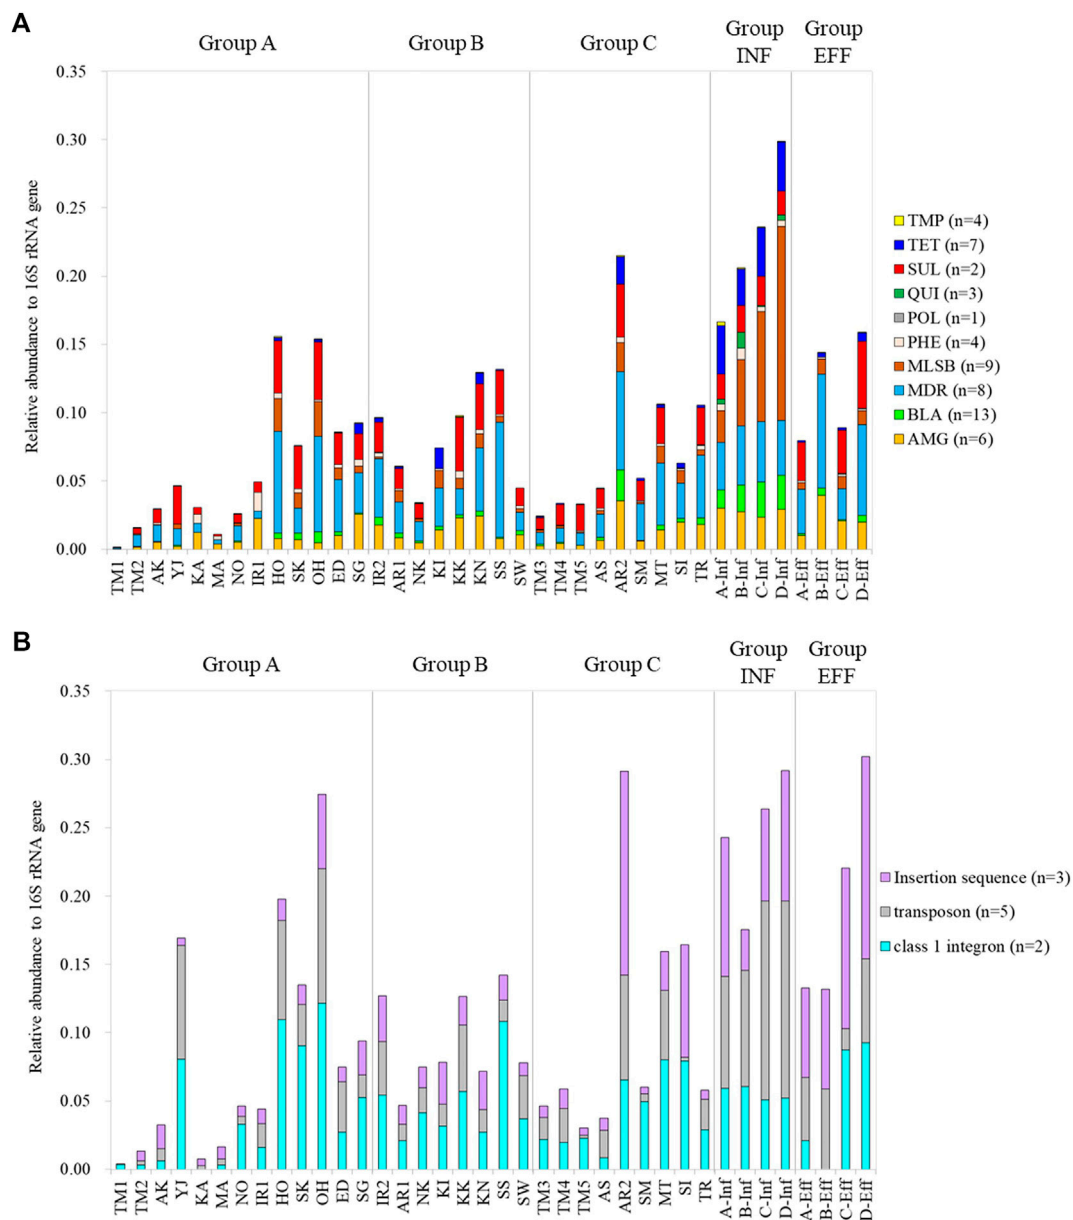 A
Group A
Group B
Group C
Group
INF
Group
EFF
Relative abundance to 16S rRNA gene
0.35
0.30
0.25
0.20
0.15
0.10
0.05
0.00
TMP (n=4)
TET (n=7)
SUL (n=2)
QUI (n=3)
POL (n=1)
PHE (n=4)
MLSB (n=9)
MDR (n=8)
BLA (n=13)
AMG (n=6)
TM1 TM2 AK YJ KA MA NO IR1 HO SK OH ED SG IR2 AR1 NK KI KK KN SS SW TM3 TM4 TM5 AS AR2 SM MT SI TR A-Inf B-Inf C-Inf D-Inf A-Eff B-Eff C-Eff D-Eff
B
Group A
Group B
Group C
Group
INF
Group
EFF
Relative abundance to 16S rRNA gene
0.35
0.30
0.25
0.20
0.15
0.10
0.05
0.00
Insertion sequence (n=3)
transposon (n=5)
class 1 integron (n=2)
TM1 TM2 AK YJ KA MA NO IR1 HO SK OH ED SG IR2 AR1 NK KI KK KN SS SW TM3 TM4 TM5 AS AR2 SM MT SI TR A-Inf B-Inf C-Inf D-Inf A-Eff B-Eff C-Eff D-Eff